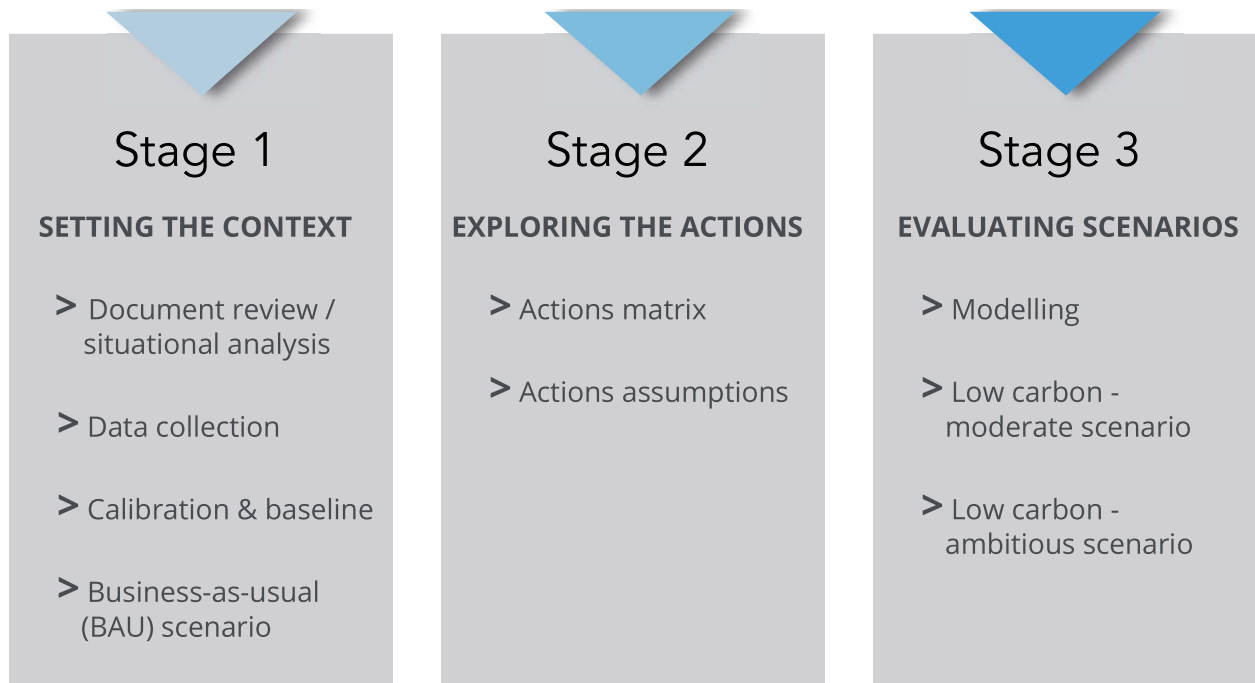 Stage 1
SETTING THE CONTEXT
> Document review /
situational analysis
> Data collection
> Calibration & baseline
> Business-as-usual
(BAU) scenario
Stage 2
EXPLORING THE ACTIONS
> Actions matrix
> Actions assumptions
Stage 3
EVALUATING SCENARIOS
> Modelling
> Low carbon -
moderate scenario
> Low carbon -
ambitious scenario